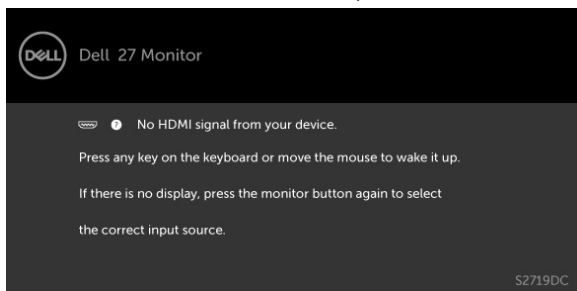 DELL
Dell 27 Monitor
? No HDMI signal from your device.
Press any key on the keyboard or move the mouse to wake it up.
If there is no display, press the monitor button again to select
the correct input source.
S2719DC